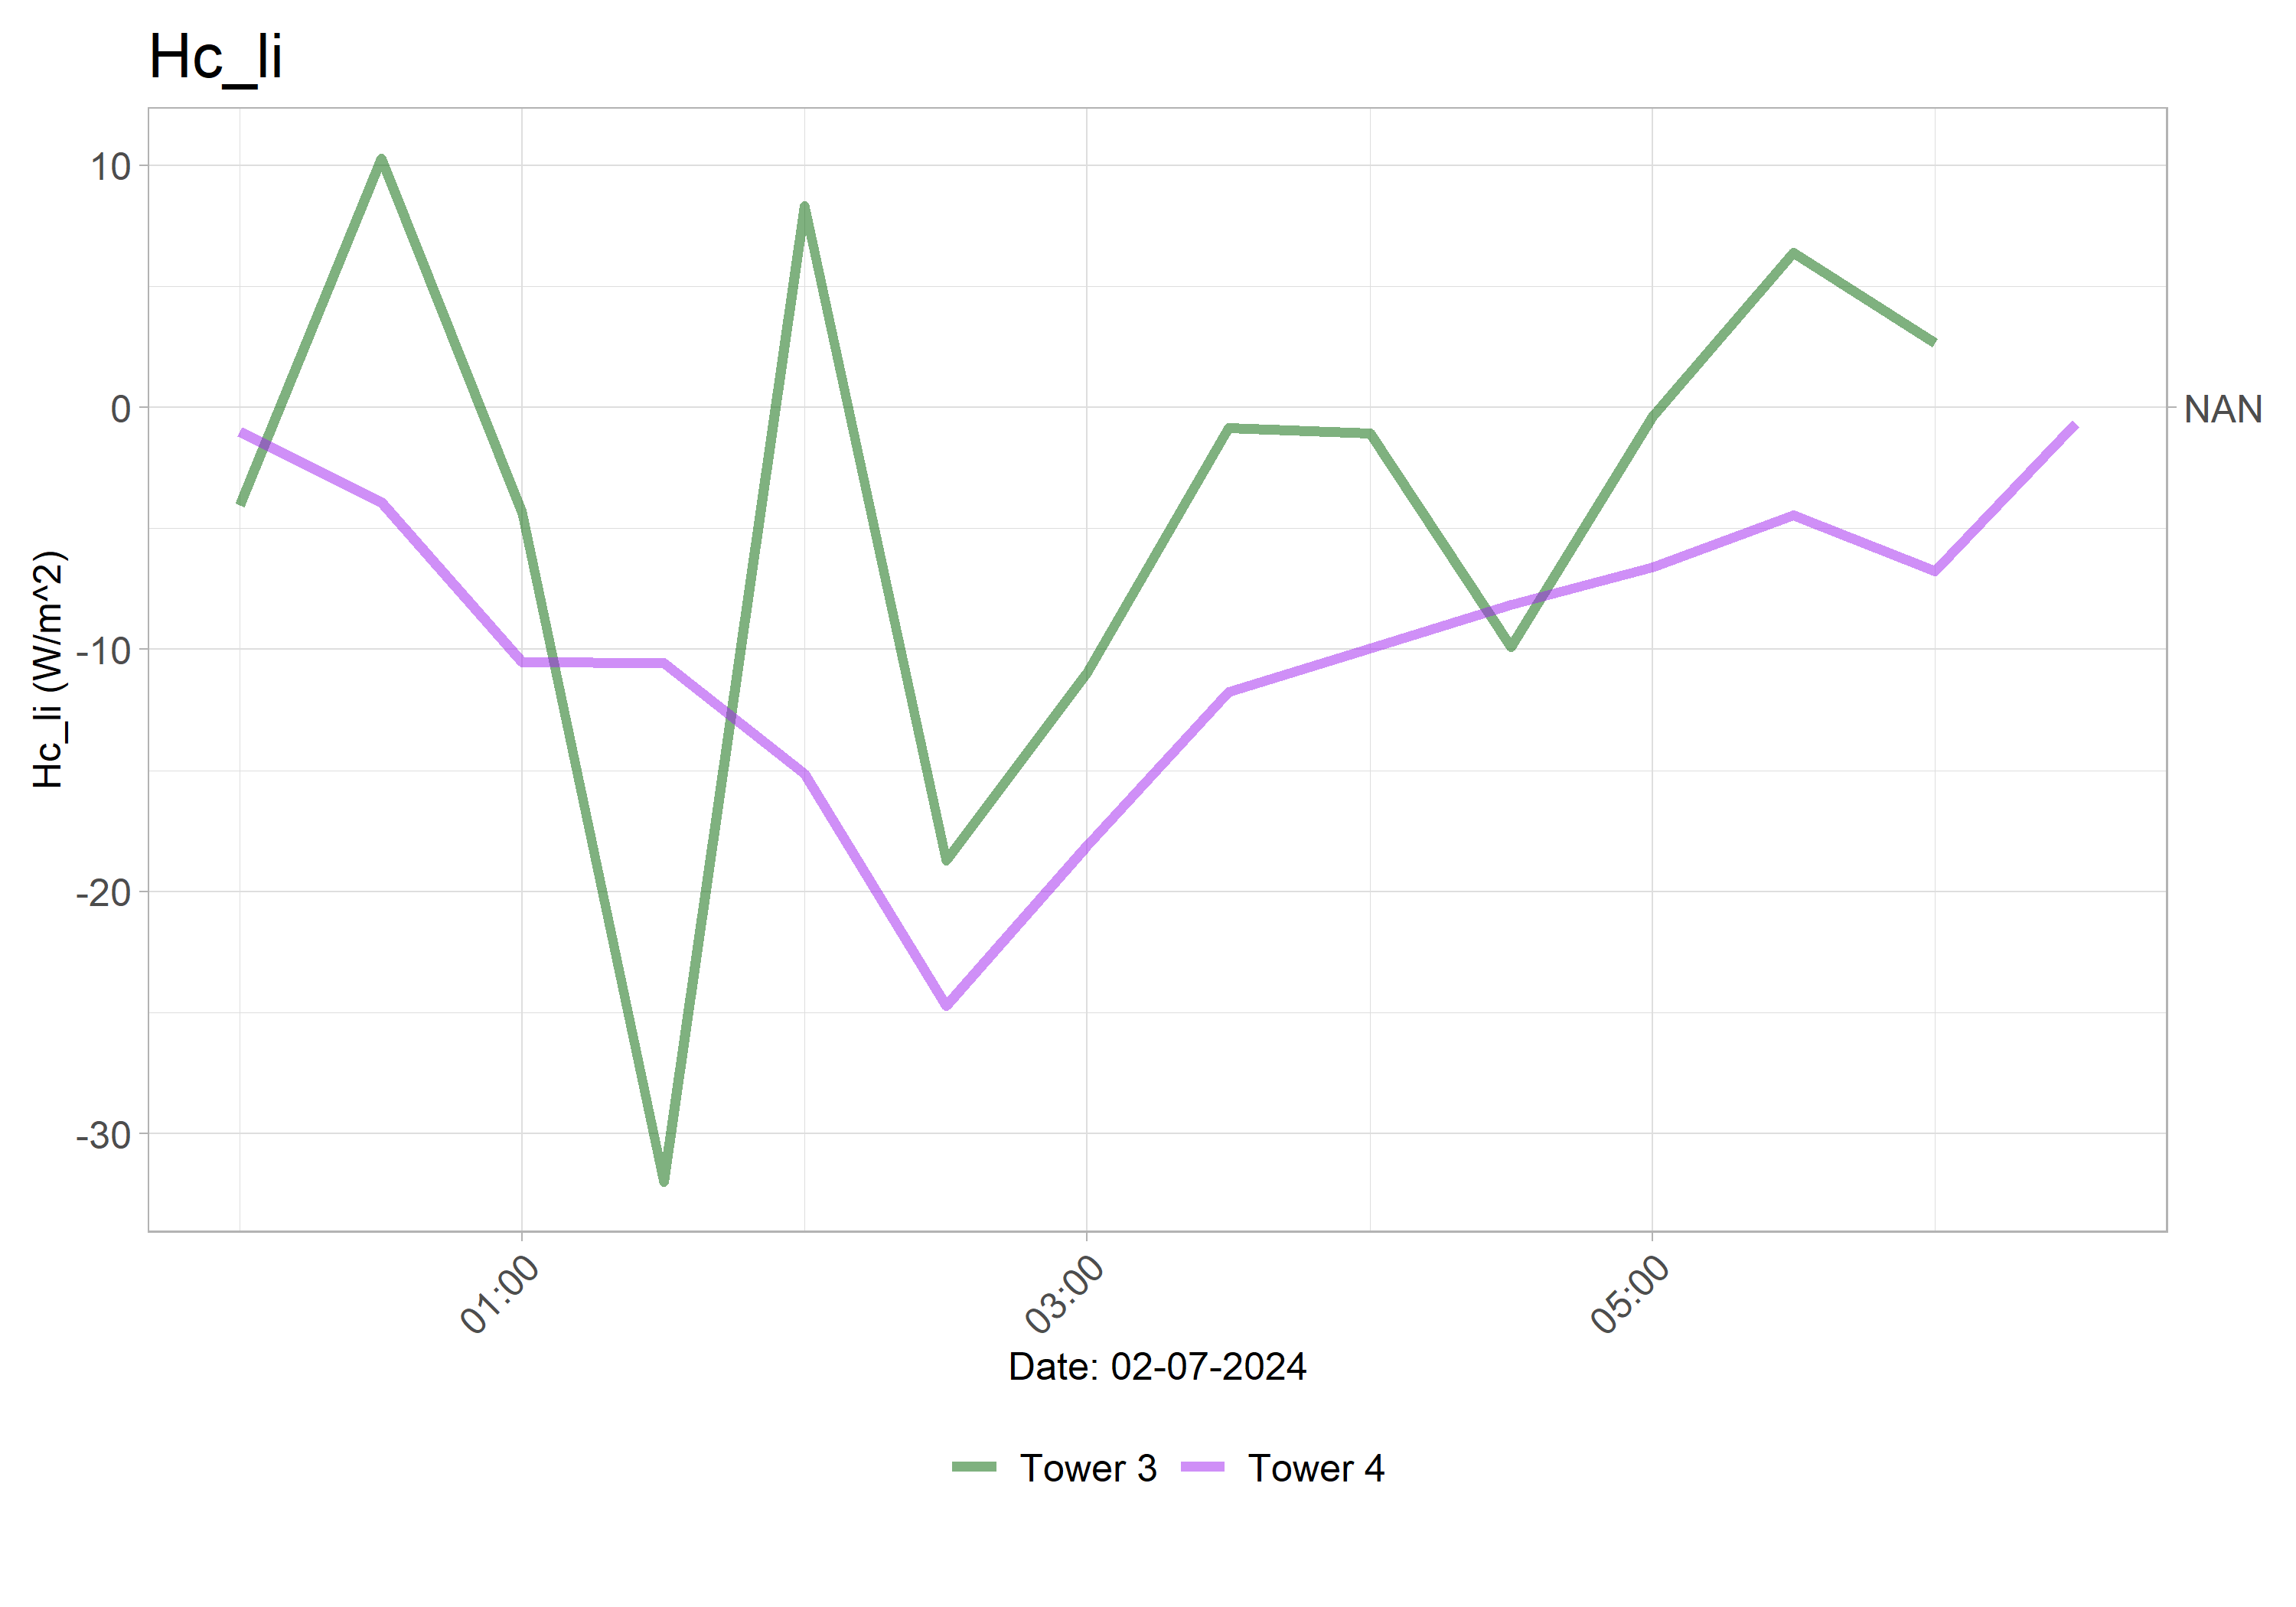 Hc_li
10
0
-10
-20
-30
NAN
Hc_li (W/m^2)
01:00
03:00
05:00
Date: 02-07-2024
Tower 3
Tower 4